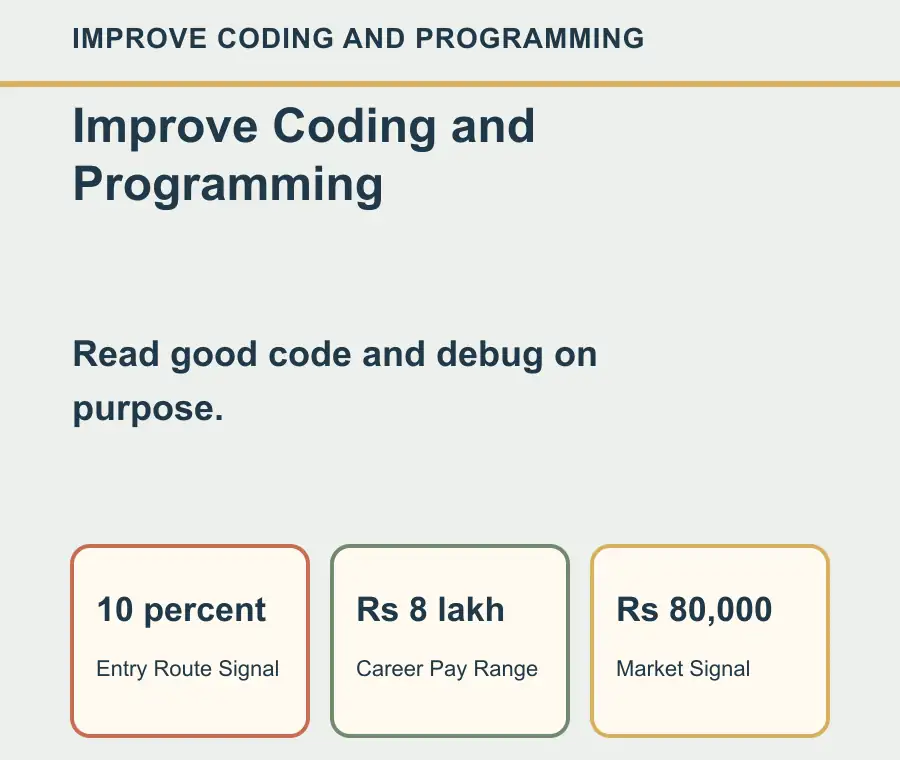 IMPROVE CODING AND PROGRAMMING
Improve Coding and
Programming
Read good code and debug on
purpose.
10 percent
Entry Route Signal
Rs 8 lakh
Career Pay Range
Rs 80,000
Market Signal